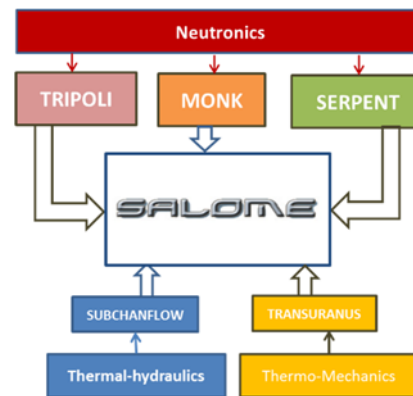 Neutronics
TRIPOLI
MONK
SERPENT
SALOME
SUBCHANFLOW
TRANSURANUS
Thermal-hydraulics
Thermo-Mechanics